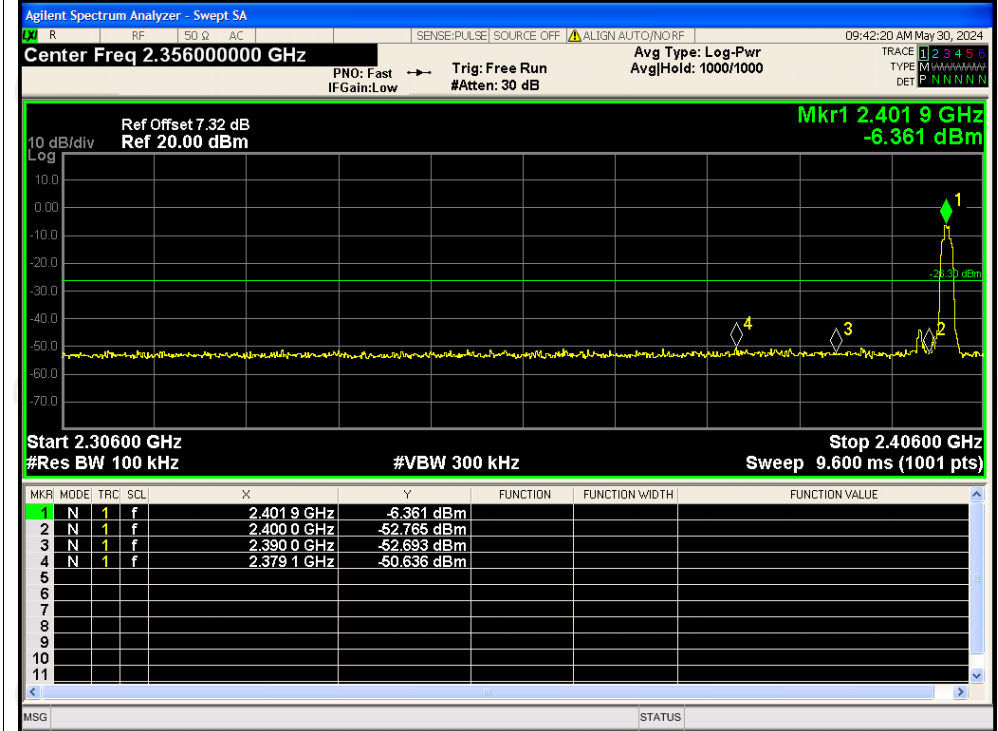 Agilent Spectrum Analyzer - Swept SA
LXI R RF 50 Ω AC SENSE:PULSE SOURCE OFF ALIGN AUTO/NO RF 09:42:20 AM May 30, 2024
Center Freq 2.356000000 GHz Avg Type: Log-Pwr TRACE 1 2 3 4 5 6
PNO: Fast Trig: Free Run Avg|Hold: 1000/1000 TYPE M WWWWW
IFGain:Low #Atten: 30 dB DET P N N N N N
Mkr1 2.401 9 GHz
Ref Offset 7.32 dB
10 dB/div Ref 20.00 dBm -6.361 dBm
Log
10.0
0.00 1
-10.0
-20.0
-26.30 dBm
-30.0
-40.0
4 3 2
-50.0
-60.0
-70.0
Start 2.30600 GHz Stop 2.40600 GHz
#Res BW 100 kHz #VBW 300 kHz Sweep 9.600 ms (1001 pts)
MKR MODE TRC SCL X Y FUNCTION FUNCTION WIDTH FUNCTION VALUE
1 N 1 f 2.401 9 GHz -6.361 dBm
2 N 1 f 2.400 0 GHz -52.765 dBm
3 N 1 f 2.390 0 GHz -52.693 dBm
4 N 1 f 2.379 1 GHz -50.636 dBm
5
6
7
8
9
10
11
MSG STATUS